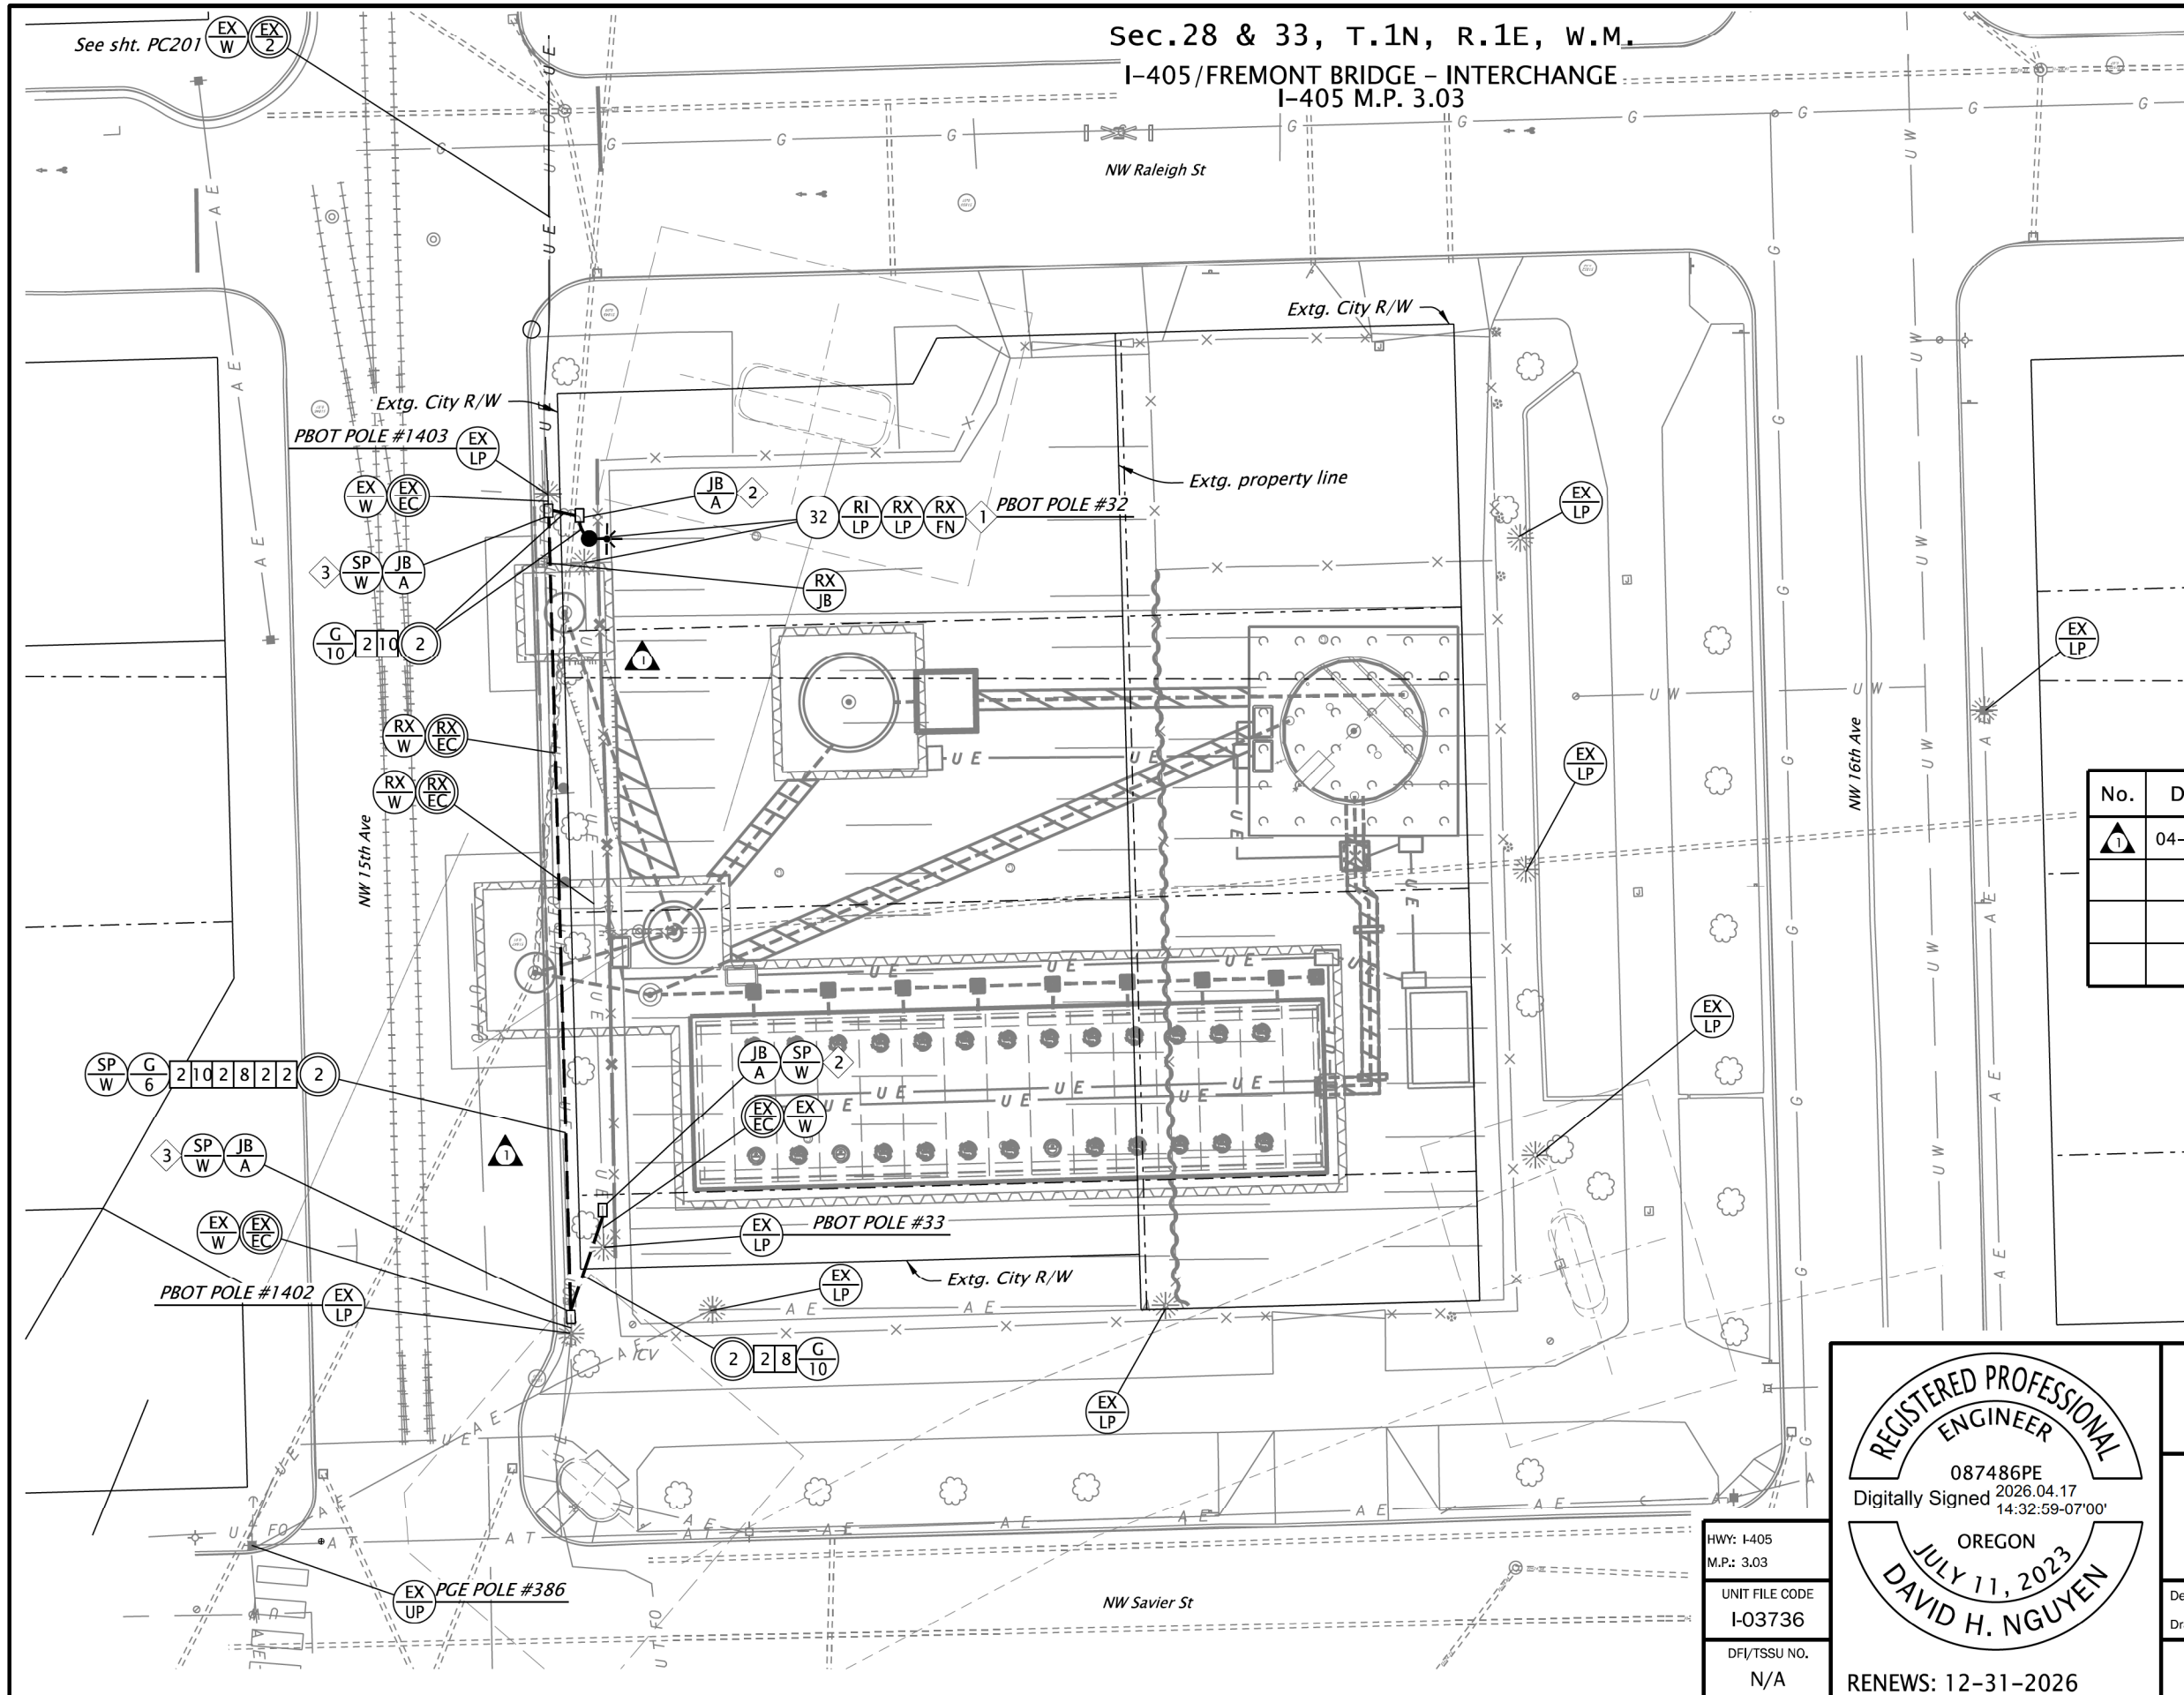 Sec.28 & 33, T.1N, R.1E, W.M.
I-405/FREMONT BRIDGE - INTERCHANGE
I-405 M.P. 3.03
See sht. PC201
EX
W
EX
2
NW Raleigh St
Extg. City R/W
Extg. City R/W
PBOT POLE #1403
EX
LP
EX
W
EX
EC
JB
A
2
32
RI
LP
RX
LP
RX
FN
1
PBOT POLE #32
Extg. property line
EX
LP
3
SP
W
JB
A
RX
JB
G
10
2 10
2
EX
LP
1
RX
W
RX
EC
RX
W
RX
EC
EX
LP
NW 15th Ave
NW 16th Ave
No.
1
04-
EX
LP
SP
W
G
6
2 10 2 8 2 2
2
JB
A
SP
W
2
EX
EC
EX
W
3
SP
W
JB
A
1
EX
W
EX
EC
EX
LP
PBOT POLE #33
Extg. City R/W
PBOT POLE #1402
EX
LP
EX
LP
2
2 8
G
10
ICV
EX
LP
EX
UP
PGE POLE #386
NW Savier St
U E
U E
U E
U E
U E
U E
U E
U E
U E
U E
U E
A E
A E
A E
A E
A E
A E
A E
A E
A T
A T
U W
U W
U W
U W
U W
G
G
G
G
G
G
G
G
G
G
G
HWY: I-405
M.P.: 3.03
UNIT FILE CODE
I-03736
DFI/TSSU NO.
N/A
REGISTERED PROFESSIONAL
ENGINEER
087486PE
Digitally Signed 2026.04.17
14:32:59-07'00'
OREGON
JULY 11, 2023
DAVID H. NGUYEN
RENEWS: 12-31-2026